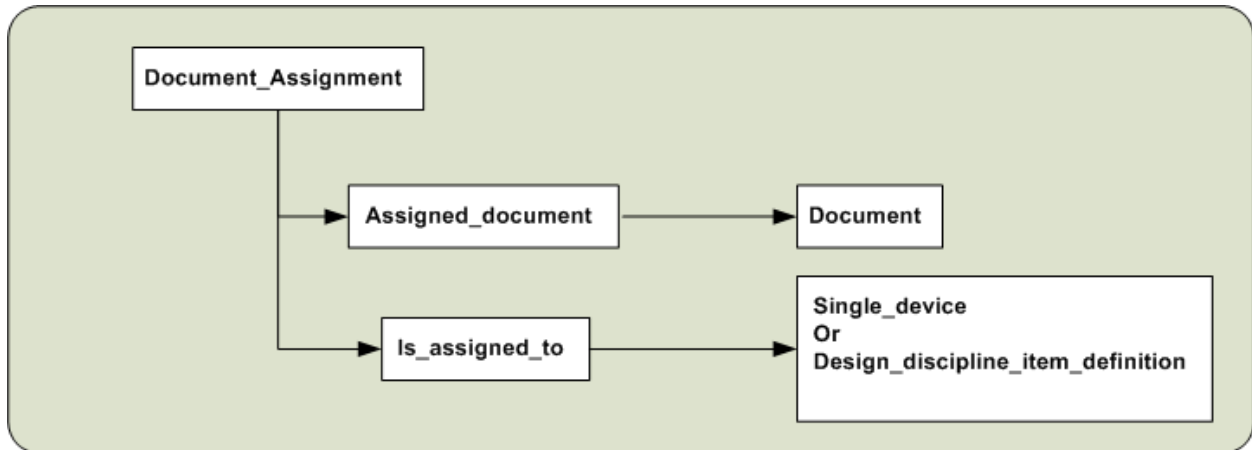 Document_Assignment
Assigned_document
Document
Is_assigned_to
Single_device
Or
Design_discipline_item_definition